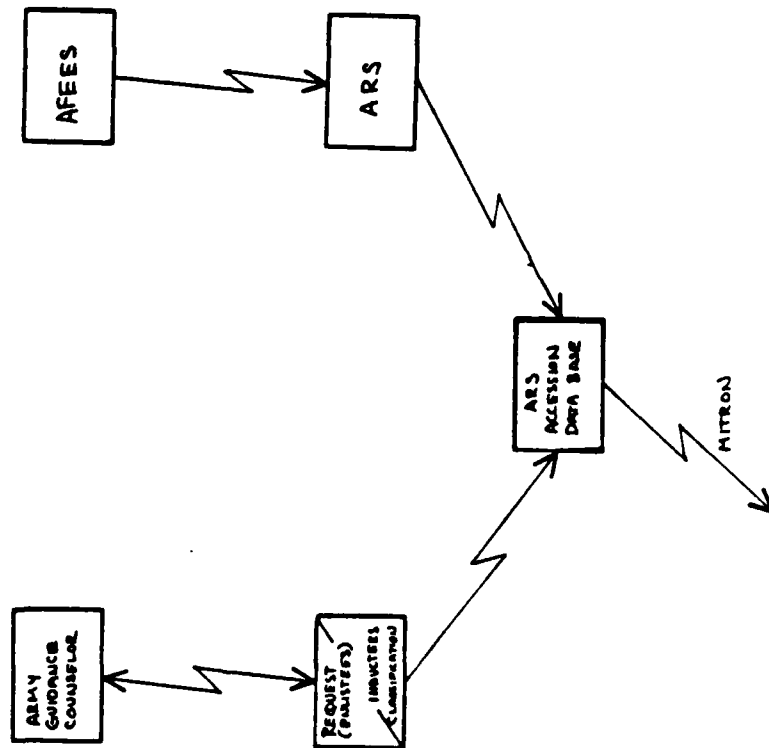 ARMY
GUIDANCE
COUNSELOR
REQUEST
(ENLISTEES)
INDUCTEES
CLASSIFICATION
AFEES
ARS
ARS
ACCESSION
DATA BASE
MITRON